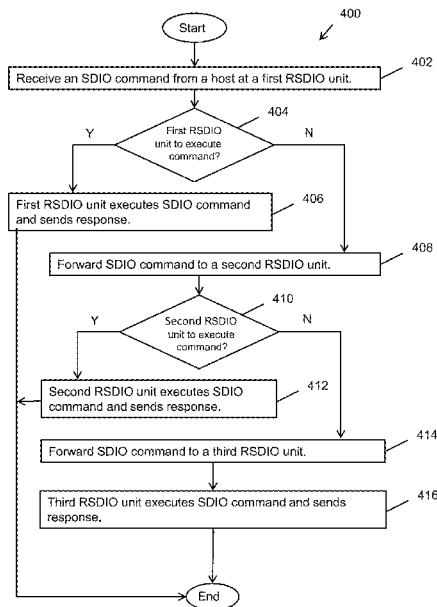 400
Start
Receive an SDIO command from a host at a first RSDIO unit.
402
404
Y
First RSDIO
unit to execute
command?
N
First RSDIO unit executes SDIO command
and sends response.
406
Forward SDIO command to a second RSDIO unit.
408
410
Y
Second RSDIO
unit to execute
command?
N
Second RSDIO unit executes SDIO
command and sends response.
412
Forward SDIO command to a third RSDIO unit.
414
Third RSDIO unit executes SDIO command and sends
response.
416
End